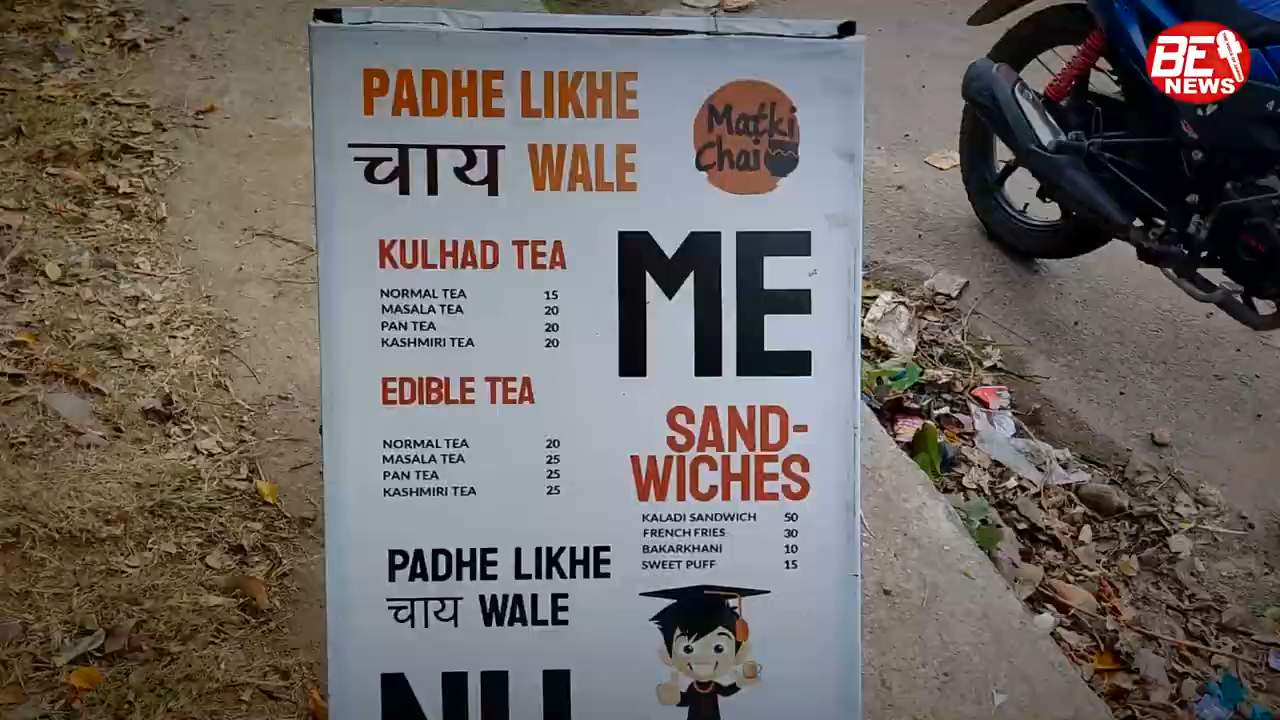 PADHE LIKHE
चाय WALE
Matki
Chai
KULHAD TEA
NORMAL TEA 15
MASALA TEA 20
PAN TEA 20
KASHMIRI TEA 20
EDIBLE TEA
NORMAL TEA 20
MASALA TEA 25
PAN TEA 25
KASHMIRI TEA 25
ME
SAND-
WICHES
KALADI SANDWICH 50
FRENCH FRIES 30
BAKARKHANI 10
SWEET PUFF 15
PADHE LIKHE
चाय WALE
NU
BE
NEWS